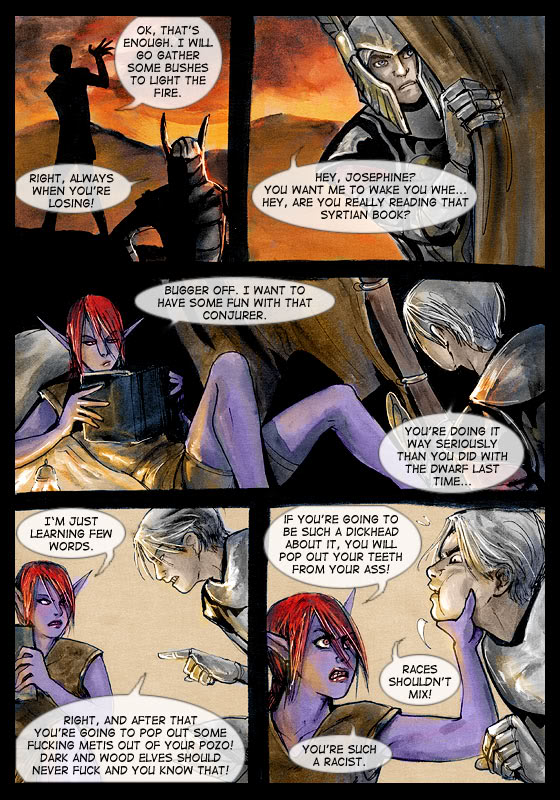 OK, THAT'S
ENOUGH. I WILL
GO GATHER
SOME BUSHES
TO LIGHT THE
FIRE.
RIGHT, ALWAYS
WHEN YOU'RE
LOSING!
HEY, JOSEPHINE?
YOU WANT ME TO WAKE YOU WHE...
HEY, ARE YOU REALLY READING THAT
SYRTIAN BOOK?
BUGGER OFF. I WANT TO
HAVE SOME FUN WITH THAT
CONJURER.
YOU'RE DOING IT
WAY SERIOUSLY
THAN YOU DID WITH
THE DWARF LAST
TIME...
I'M JUST
LEARNING FEW
WORDS.
RIGHT, AND AFTER THAT
YOU'RE GOING TO POP OUT SOME
FUCKING METIS OUT OF YOUR POZO!
DARK AND WOOD ELVES SHOULD
NEVER FUCK AND YOU KNOW THAT!
IF YOU'RE GOING TO
BE SUCH A DICKHEAD
ABOUT IT, YOU WILL
POP OUT YOUR TEETH
FROM YOUR ASS!
RACES
SHOULDN'T
MIX!
YOU'RE SUCH
A RACIST.